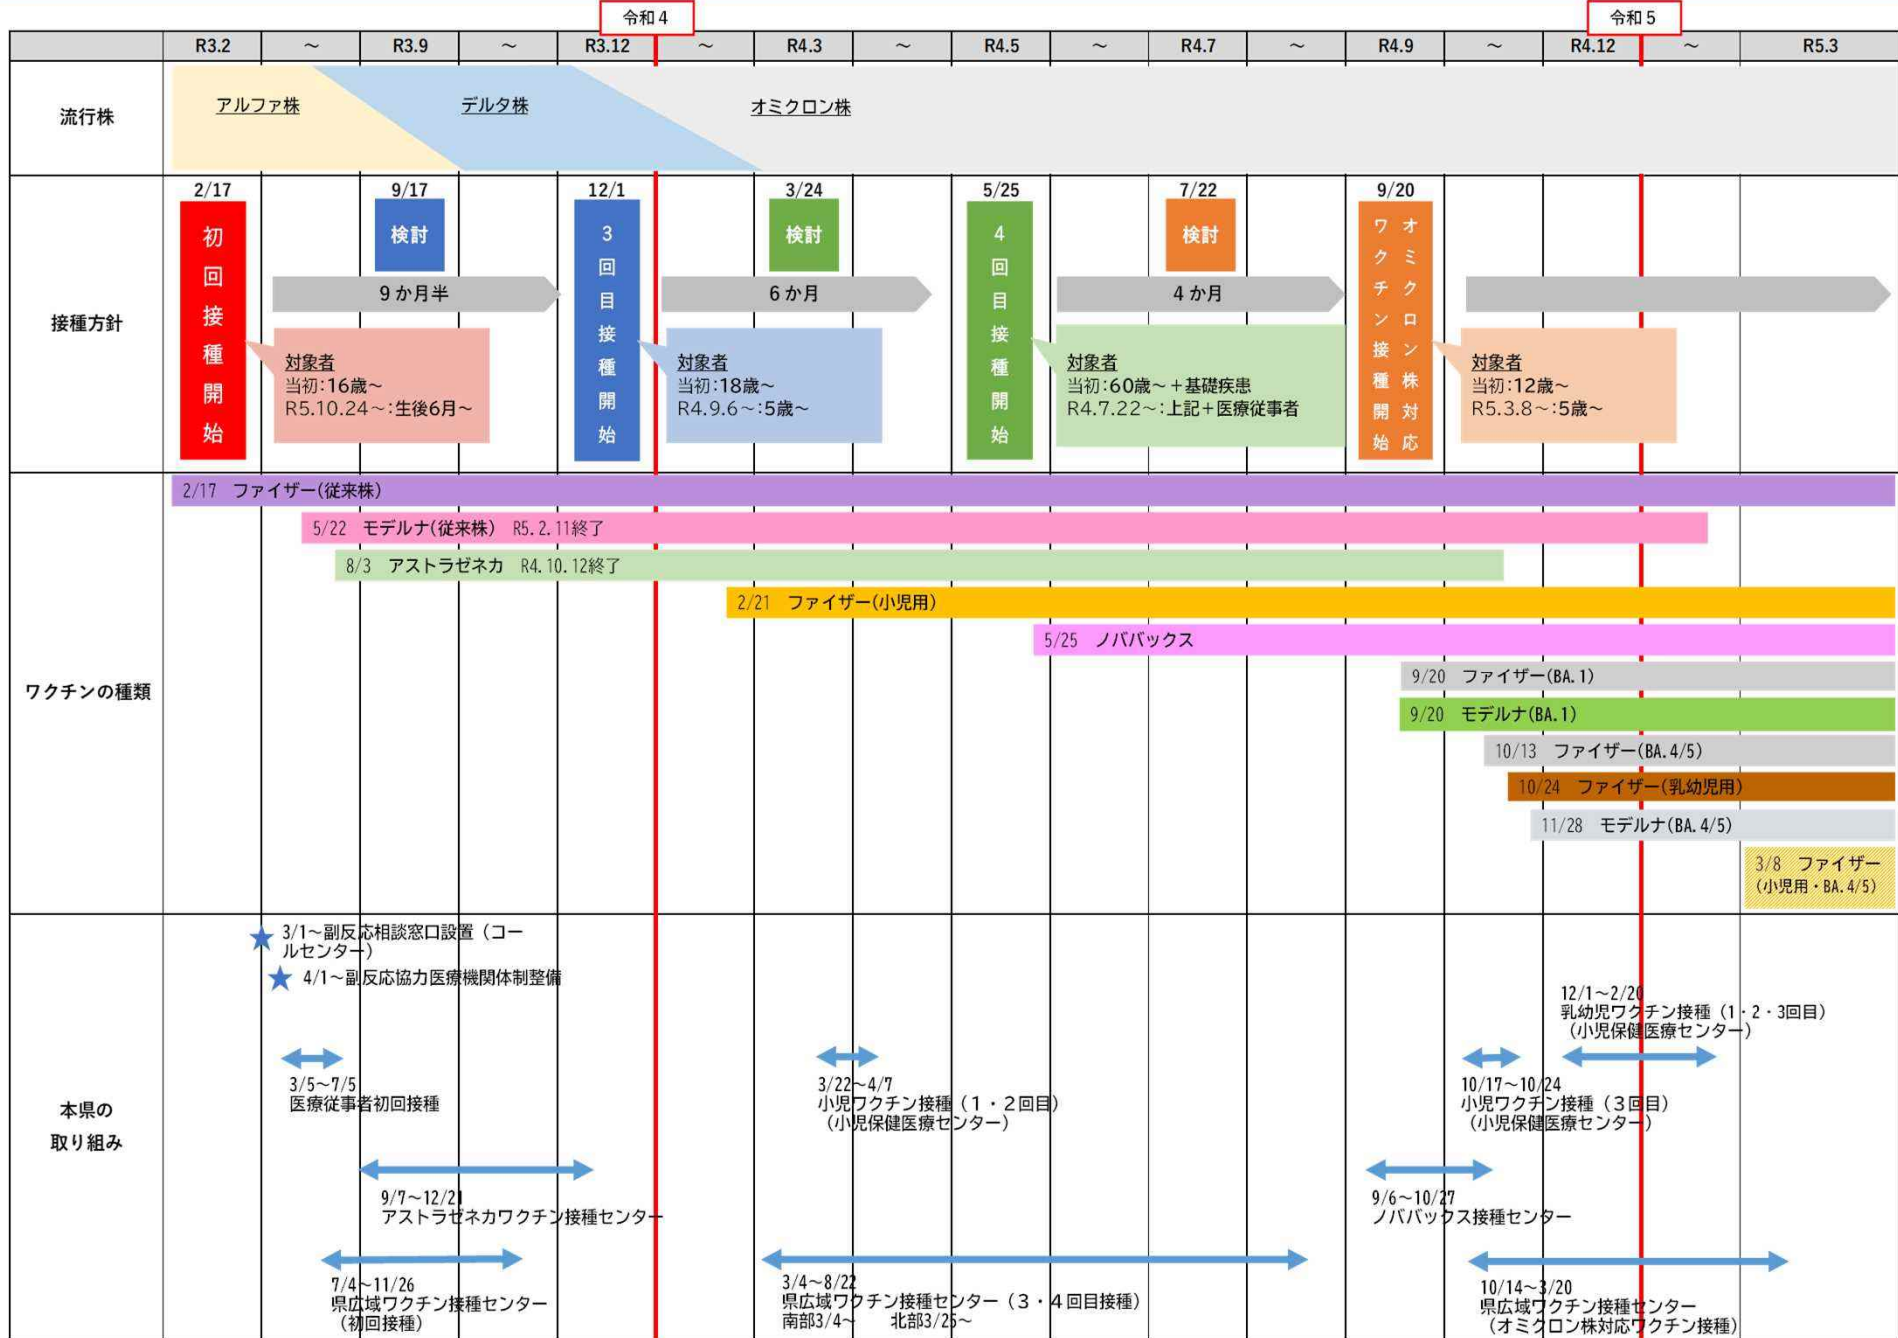 令和4
令和5
R3.2 ～ R3.9 ～ R3.12 ～ R4.3 ～ R4.5 ～ R4.7 ～ R4.9 ～ R4.12 ～ R5.3
流行株
アルファ株
デルタ株
オミクロン株
接種方針
2/17
初回接種開始
9/17
検討
9か月半
対象者
当初:16歳～
R5.10.24～:生後6月～
12/1
3回目接種開始
3/24
検討
6か月
対象者
当初:18歳～
R4.9.6～:5歳～
5/25
4回目接種開始
7/22
検討
4か月
対象者
当初:60歳～＋基礎疾患
R4.7.22～:上記＋医療従事者
9/20
オミクロン株対応
ワクチン接種開始
対象者
当初:12歳～
R5.3.8～:5歳～
ワクチンの種類
2/17 ファイザー(従来株)
5/22 モデルナ(従来株) R5.2.11終了
8/3 アストラゼネカ R4.10.12終了
2/21 ファイザー(小児用)
5/25 ノババックス
9/20 ファイザー(BA.1)
9/20 モデルナ(BA.1)
10/13 ファイザー(BA.4/5)
10/24 ファイザー(乳幼児用)
11/28 モデルナ(BA.4/5)
3/8 ファイザー
(小児用・BA.4/5)
本県の
取り組み
3/1～副反応相談窓口設置（コー
ルセンター）
4/1～副反応協力医療機関体制整備
3/5～7/5
医療従事者初回接種
9/7～12/21
アストラゼネカワクチン接種センター
7/4～11/26
県広域ワクチン接種センター
（初回接種）
3/22～4/7
小児ワクチン接種（1・2回目）
（小児保健医療センター）
3/4～8/22
県広域ワクチン接種センター（3・4回目接種）
南部3/4～ 北部3/25～
12/1～2/20
乳幼児ワクチン接種（1・2・3回目）
（小児保健医療センター）
10/17～10/24
小児ワクチン接種（3回目）
（小児保健医療センター）
9/6～10/27
ノババックス接種センター
10/14～3/20
県広域ワクチン接種センター
（オミクロン株対応ワクチン接種）